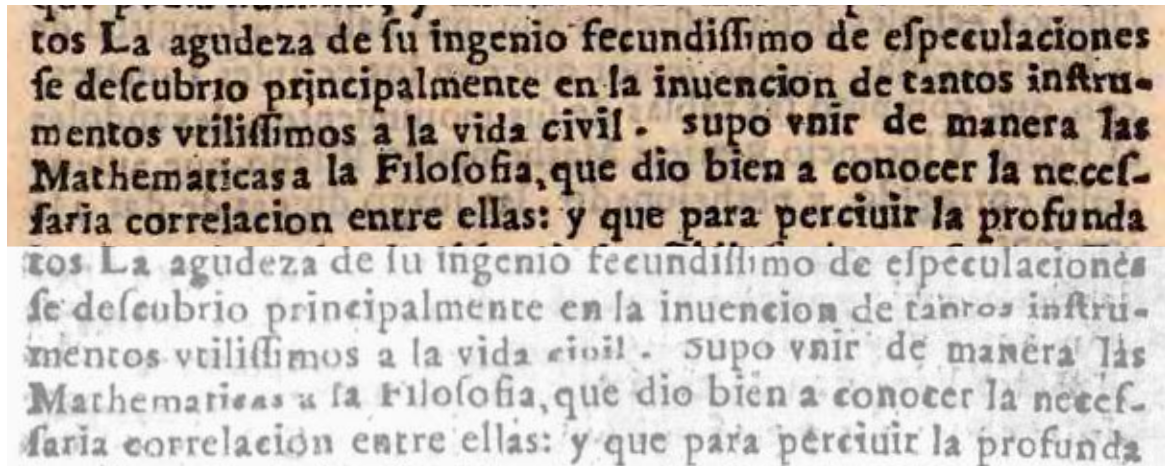 tos La agudeza de ſu ingenio fecundiſſimo de eſpeculaciones
ſe deſcubrio principalmente en la inuencion de tantos inſtru-
mentos vtiliſſimos a la vida civil. supo vnir de manera las
Mathematicas a la Filoſofia, que dio bien a conocer la neceſ-
ſaria correlacion entre ellas: y que para perciuir la profunda
tos La agudeza de ſu ingenio fecundiſſimo de eſpeculaciones
ſe deſcubrio principalmente en la inuencion de tantos inſtru-
mentos vtiliſſimos a la vida civil. supo vnir de manera las
Mathematicas a la Filoſofia, que dio bien a conocer la neceſ-
ſaria correlacion entre ellas: y que para perciuir la profunda